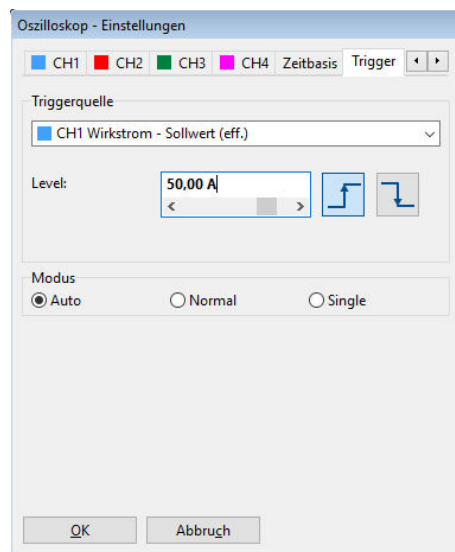 Oszilloskop - Einstellungen
CH1 CH2 CH3 CH4 Zeitbasis Trigger
Triggerquelle
CH1 Wirkstrom - Sollwert (eff.)
Level: 50,00 A
Modus
Auto Normal Single
OK Abbruch